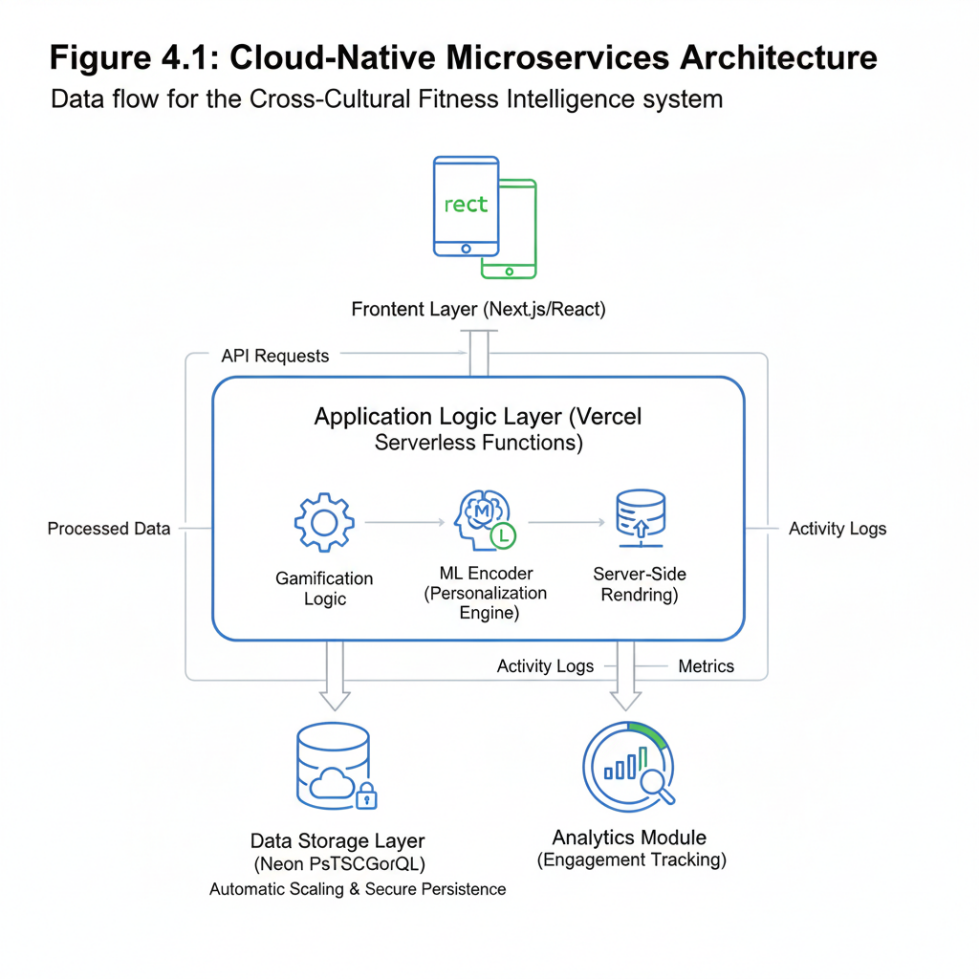 Figure 4.1: Cloud-Native Microservices Architecture
Data flow for the Cross-Cultural Fitness Intelligence system
rect
Frontent Layer (Next.js/React)
API Requests
Application Logic Layer (Vercel
Serverless Functions)
M
L
Gamification
Logic
ML Encoder
(Personalization
Engine)
Server-Side
Rendring)
Processed Data
Activity Logs
Activity Logs
Metrics
Data Storage Layer
(Neon PsTSCGorQL)
Automatic Scaling & Secure Persistence
Analytics Module
(Engagement Tracking)